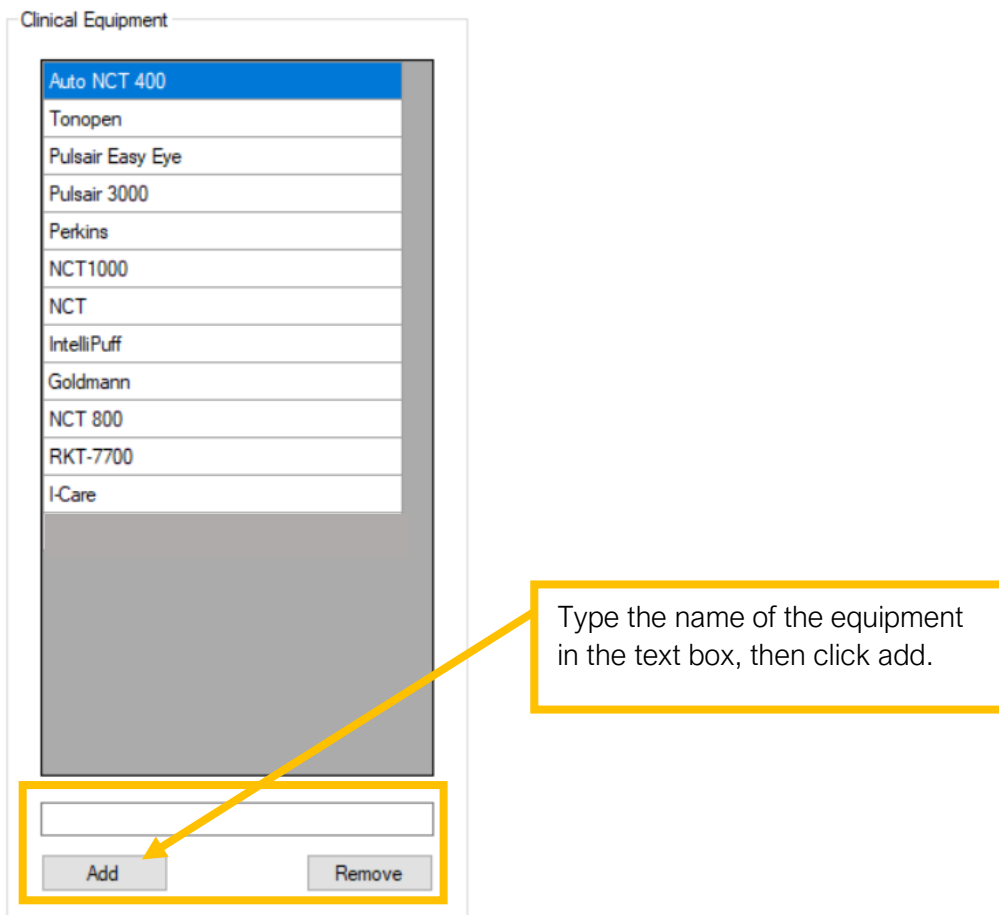 Clinical Equipment
Auto NCT 400
Tonopen
Pulsair Easy Eye
Pulsair 3000
Perkins
NCT1000
NCT
IntelliPuff
Goldmann
NCT 800
RKT-7700
I-Care
Type the name of the equipment
in the text box, then click add.
Add
Remove